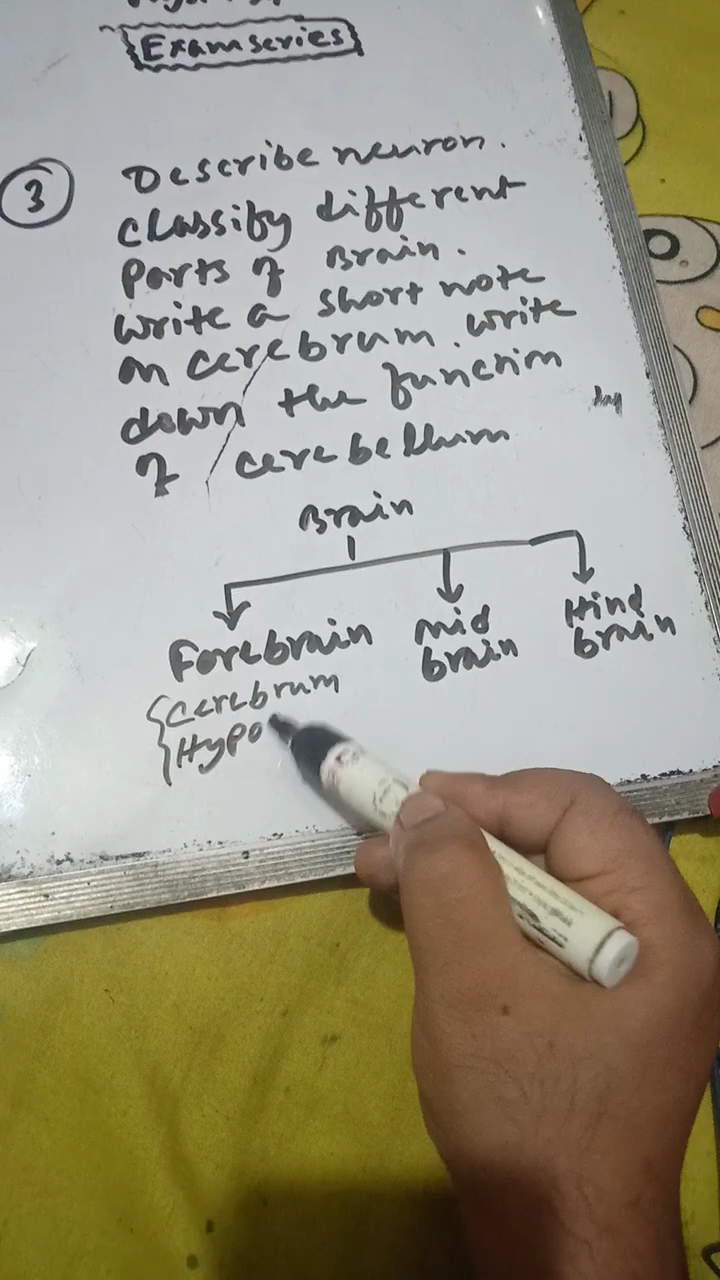 Exam series
3 Describe neuron.
classify different
Parts of Brain.
write a short note
on cerebrum. write
down the function
of cerebellum
Brain
Forebrain Mid brain Hind brain
Cerebrum
Hypo